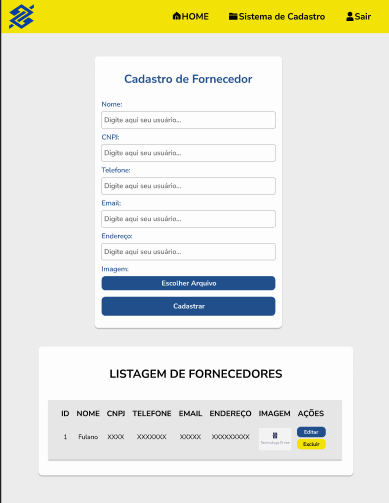 HOME Sistema de Cadastro Sair
Cadastro de Fornecedor
Nome:
Digite aqui seu usuário...
CNPJ:
Digite aqui seu usuário...
Telefone:
Digite aqui seu usuário...
Email:
Digite aqui seu usuário...
Endereço:
Digite aqui seu usuário...
Imagem:
Escolher Arquivo
Cadastrar
LISTAGEM DE FORNECEDORES
ID NOME CNPJ TELEFONE EMAIL ENDEREÇO IMAGEM AÇÕES
1 Fulano XXXX XXXXXXX XXXXX XXXXXXXXX
Editar
Excluir